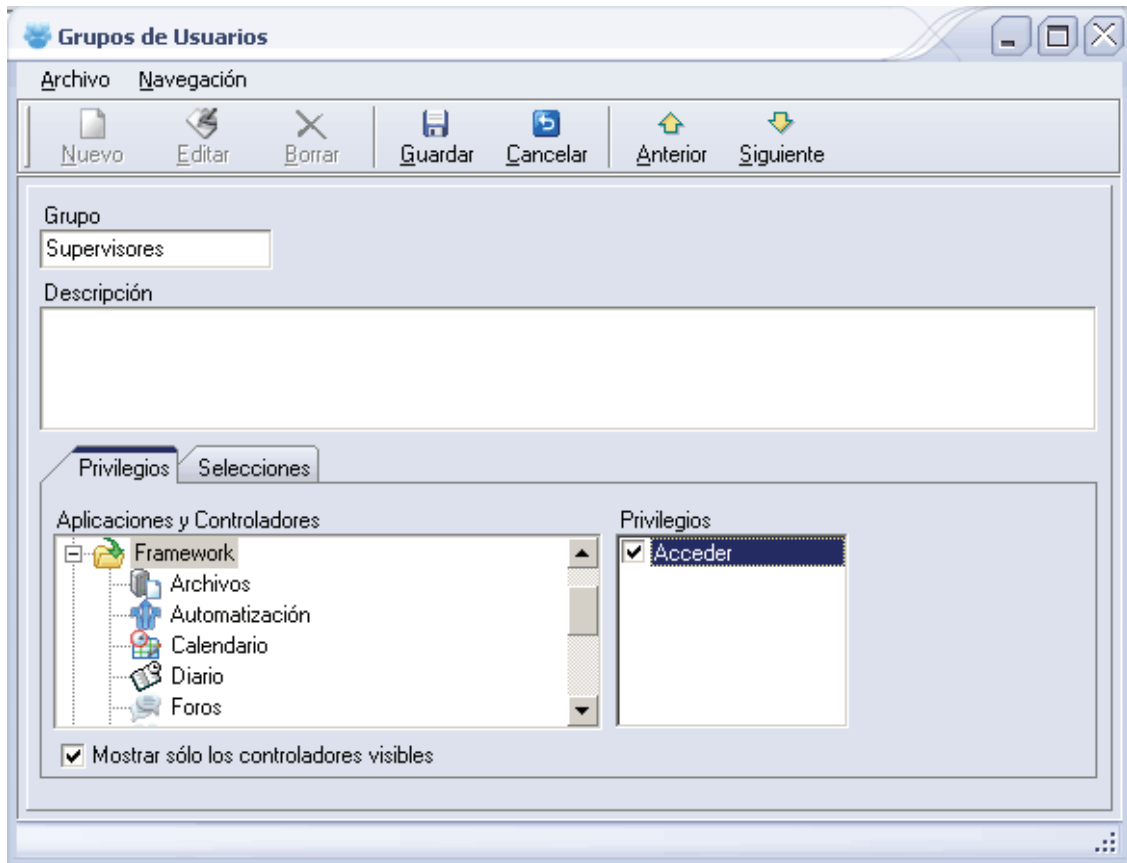 Grupos de Usuarios
Archivo Navegación
Nuevo Editar Borrar Guardar Cancelar Anterior Siguiente
Grupo
Supervisores
Descripción
Privilegios Selecciones
Aplicaciones y Controladores Privilegios
Framework Acceder
Archivos
Automatización
Calendario
Diario
Foros
Mostrar sólo los controladores visibles